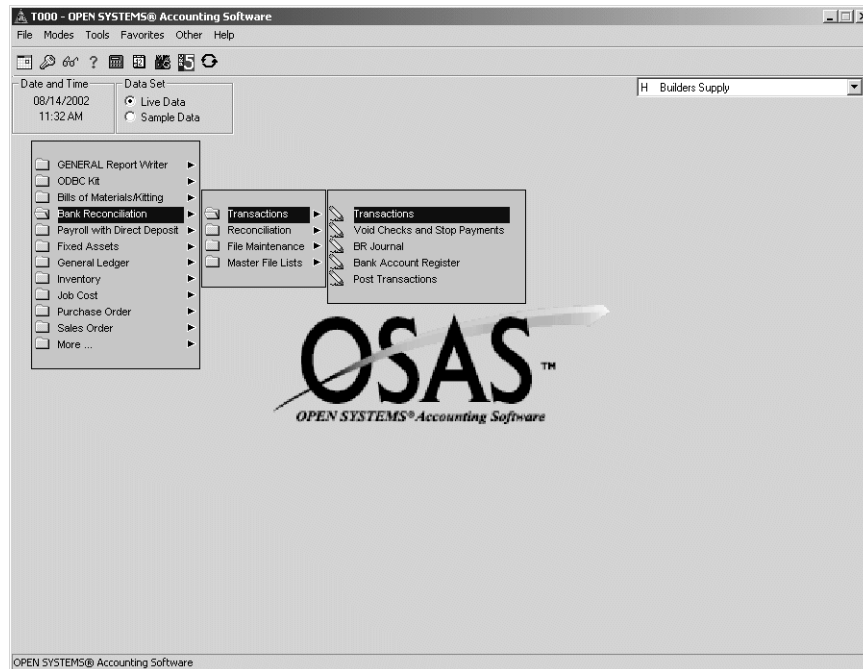 T000 - OPEN SYSTEMS® Accounting Software
File Modes Tools Favorites Other Help
Date and Time
08/14/2002
11:32 AM
Data Set
Live Data
Sample Data
H Builders Supply
GENERAL Report Writer
ODBC Kit
Bills of Materials/Kitting
Bank Reconciliation
Payroll with Direct Deposit
Fixed Assets
General Ledger
Inventory
Job Cost
Purchase Order
Sales Order
More ...
Transactions
Reconciliation
File Maintenance
Master File Lists
Transactions
Void Checks and Stop Payments
BR Journal
Bank Account Register
Post Transactions
OSAS™
OPEN SYSTEMS® Accounting Software
OPEN SYSTEMS® Accounting Software